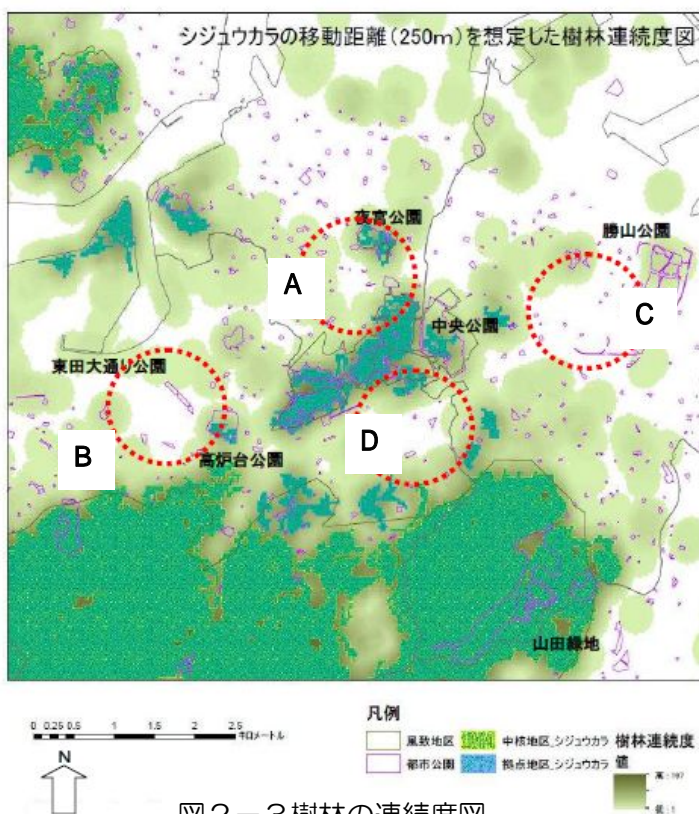 シジュウカラの移動距離(250m)を想定した樹林連続度図
夜宮公園
勝山公園
A
C
中央公園
東田大通り公園
D
B
高炉台公園
山田緑地
0 0.25 0.5 1 1.5 2 2.5
キロメートル
N
凡例
風致地区 中核地区_シジュウカラ 樹林連続度
都市公園 拠点地区_シジュウカラ 値
高:197
低:1
図2-3樹林の連続度図